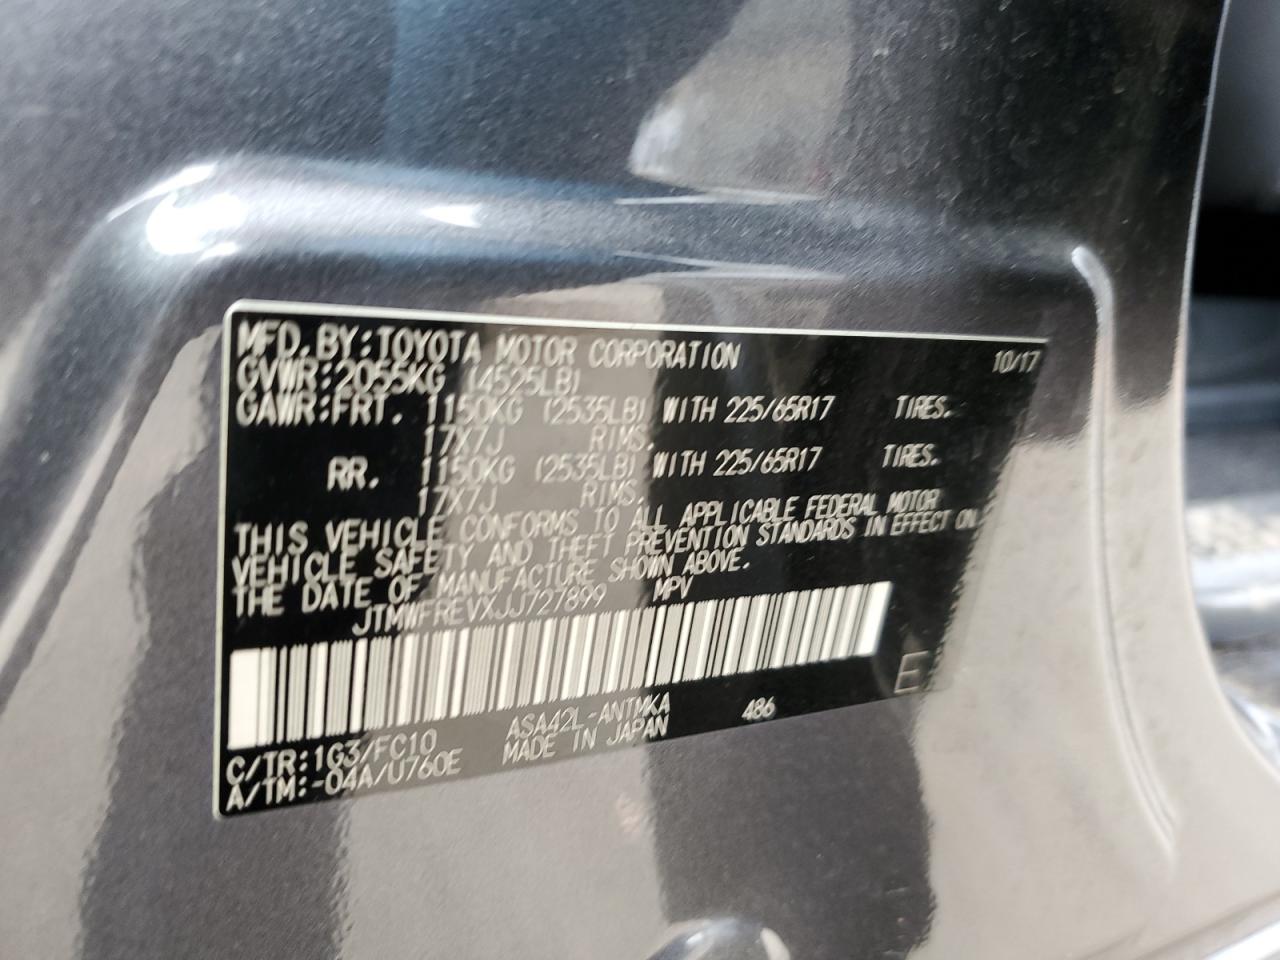 MFD.BY:TOYOTA MOTOR CORPORATION 10/17
GVWR:2055KG (4525LB)
GAWR:FRT. 1150KG (2535LB) WITH 225/65R17 TIRES.
17X7J RIMS.
RR. 1150KG (2535LB) WITH 225/65R17 TIRES.
17X7J RIMS.
THIS VEHICLE CONFORMS TO ALL APPLICABLE FEDERAL MOTOR
VEHICLE SAFETY AND THEFT PREVENTION STANDARDS IN EFFECT ON
THE DATE OF MANUFACTURE SHOWN ABOVE.
JTMWFREVXJJ727899 MPV
E
C/TR:1G3/FC10 ASA42L-ANTMKA 486
A/TM:-04A/U760E MADE IN JAPAN